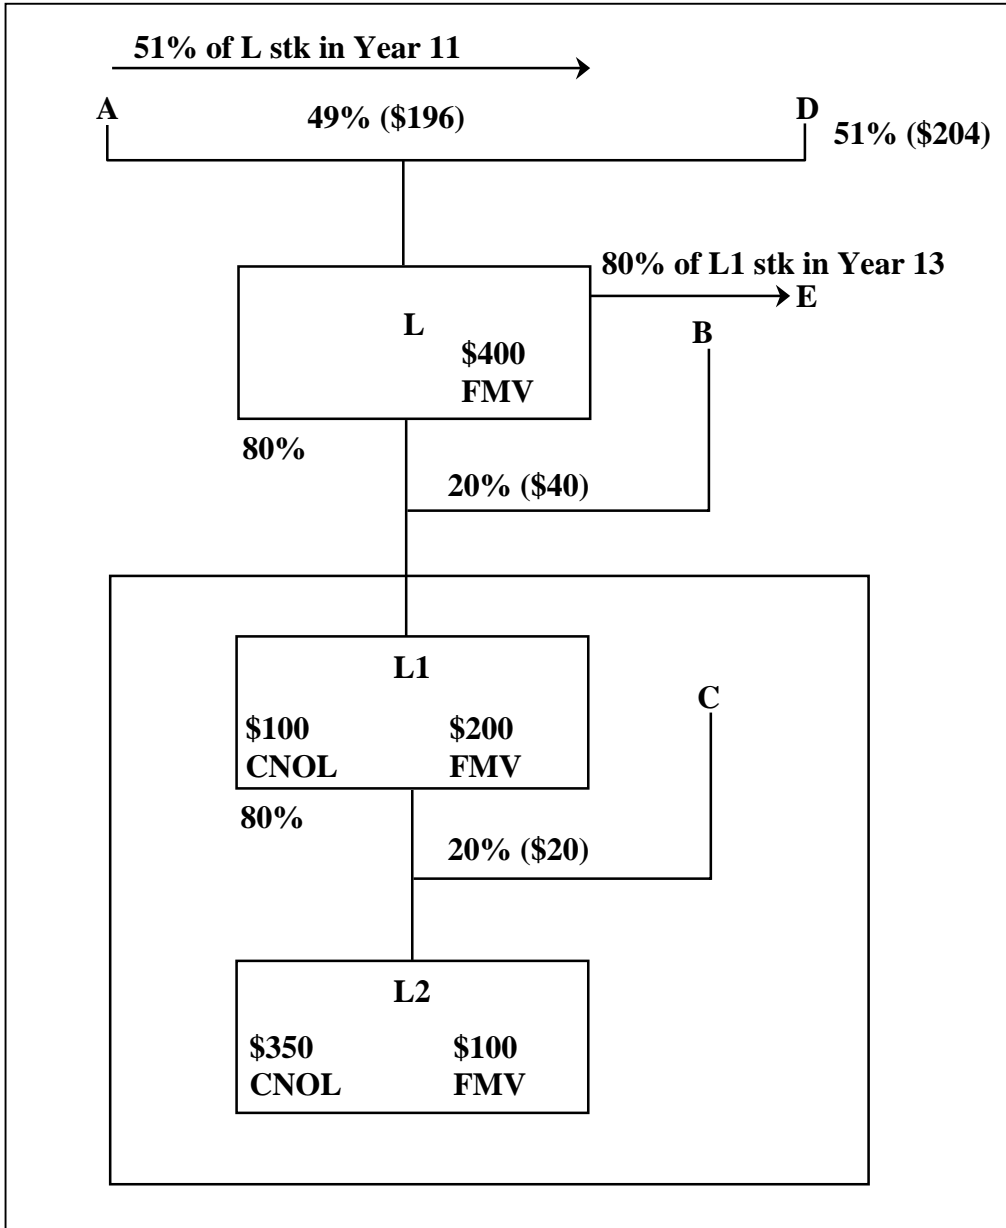 51% of L stk in Year 11
A
49% ($196)
D
51% ($204)
80% of L1 stk in Year 13
E
L
B
$400
FMV
80%
20% ($40)
L1
C
$100
$200
CNOL
FMV
80%
20% ($20)
L2
$350
$100
CNOL
FMV